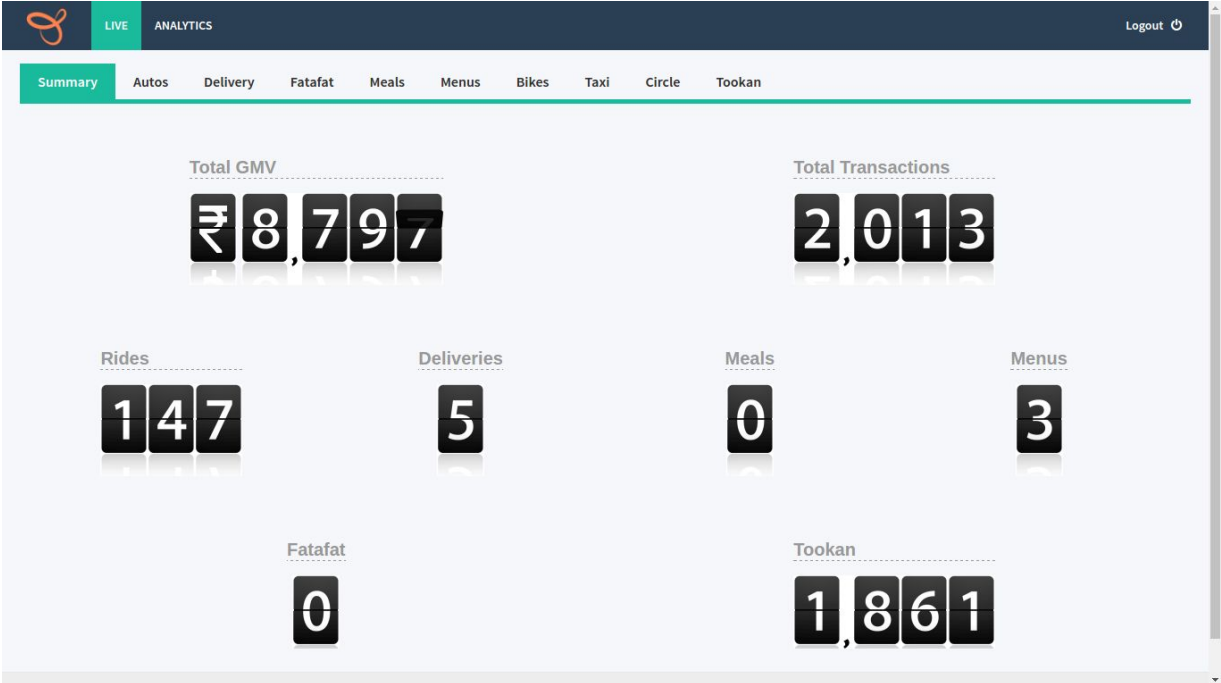 LIVE ANALYTICS Logout
Summary Autos Delivery Fatafat Meals Menus Bikes Taxi Circle Tookan
Total GMV Total Transactions
₹8,797 2,013
Rides Deliveries Meals Menus
147 5 0 3
Fatafat Tookan
0 1,861